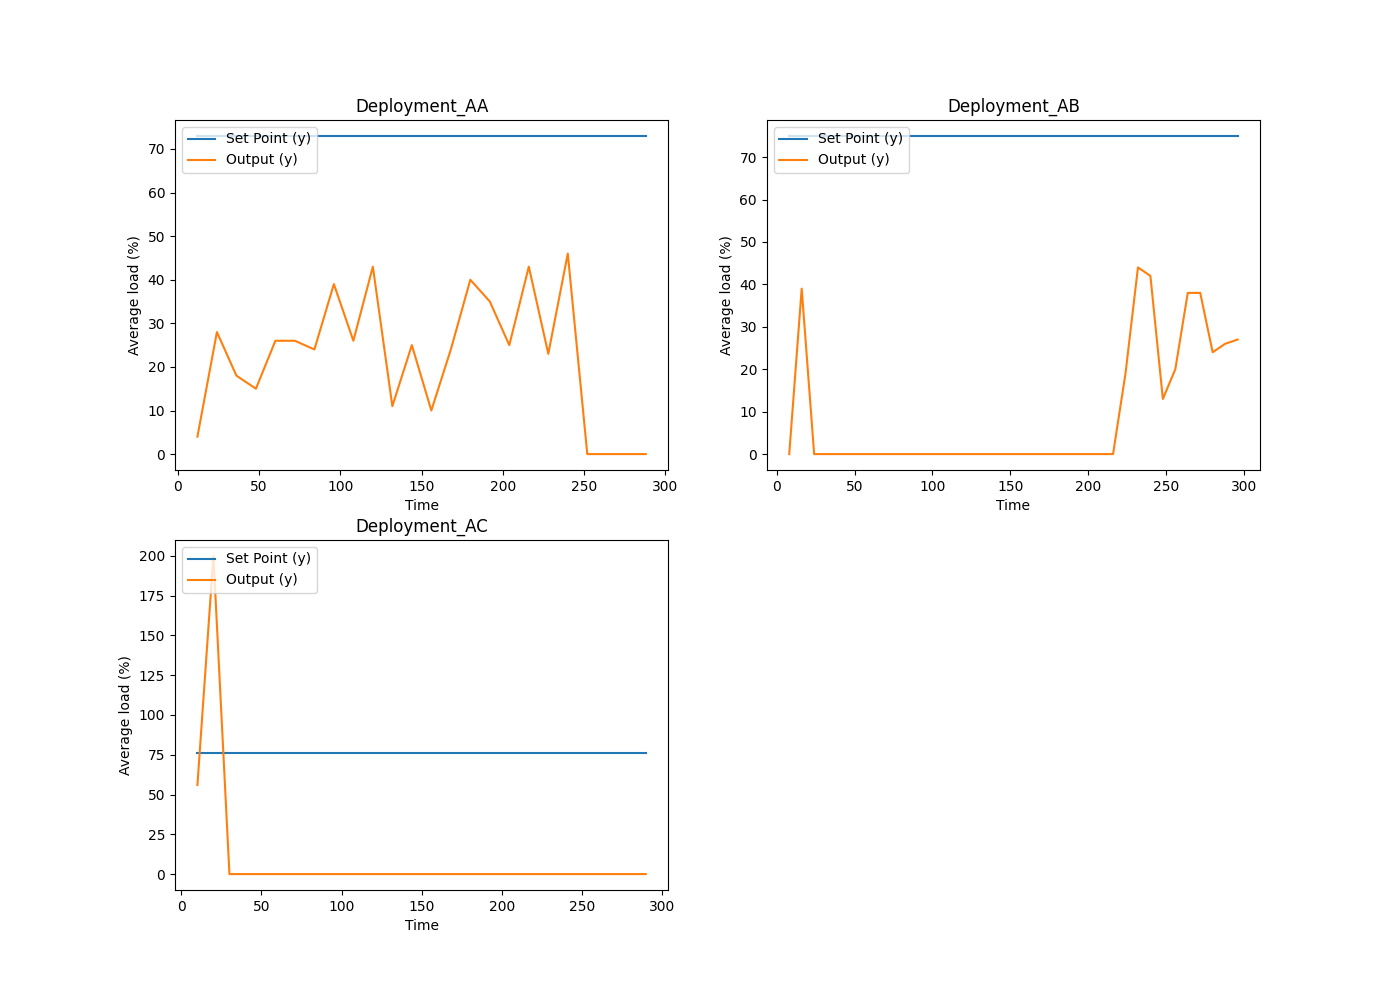 Deployment_AA
Set Point (y)
Output (y)
70
60
50
40
30
20
10
0
Average load (%)
0 50 100 150 200 250 300
Time
Deployment_AB
Set Point (y)
Output (y)
70
60
50
40
30
20
10
0
Average load (%)
0 50 100 150 200 250 300
Time
Deployment_AC
Set Point (y)
Output (y)
200
175
150
125
100
75
50
25
0
Average load (%)
0 50 100 150 200 250 300
Time